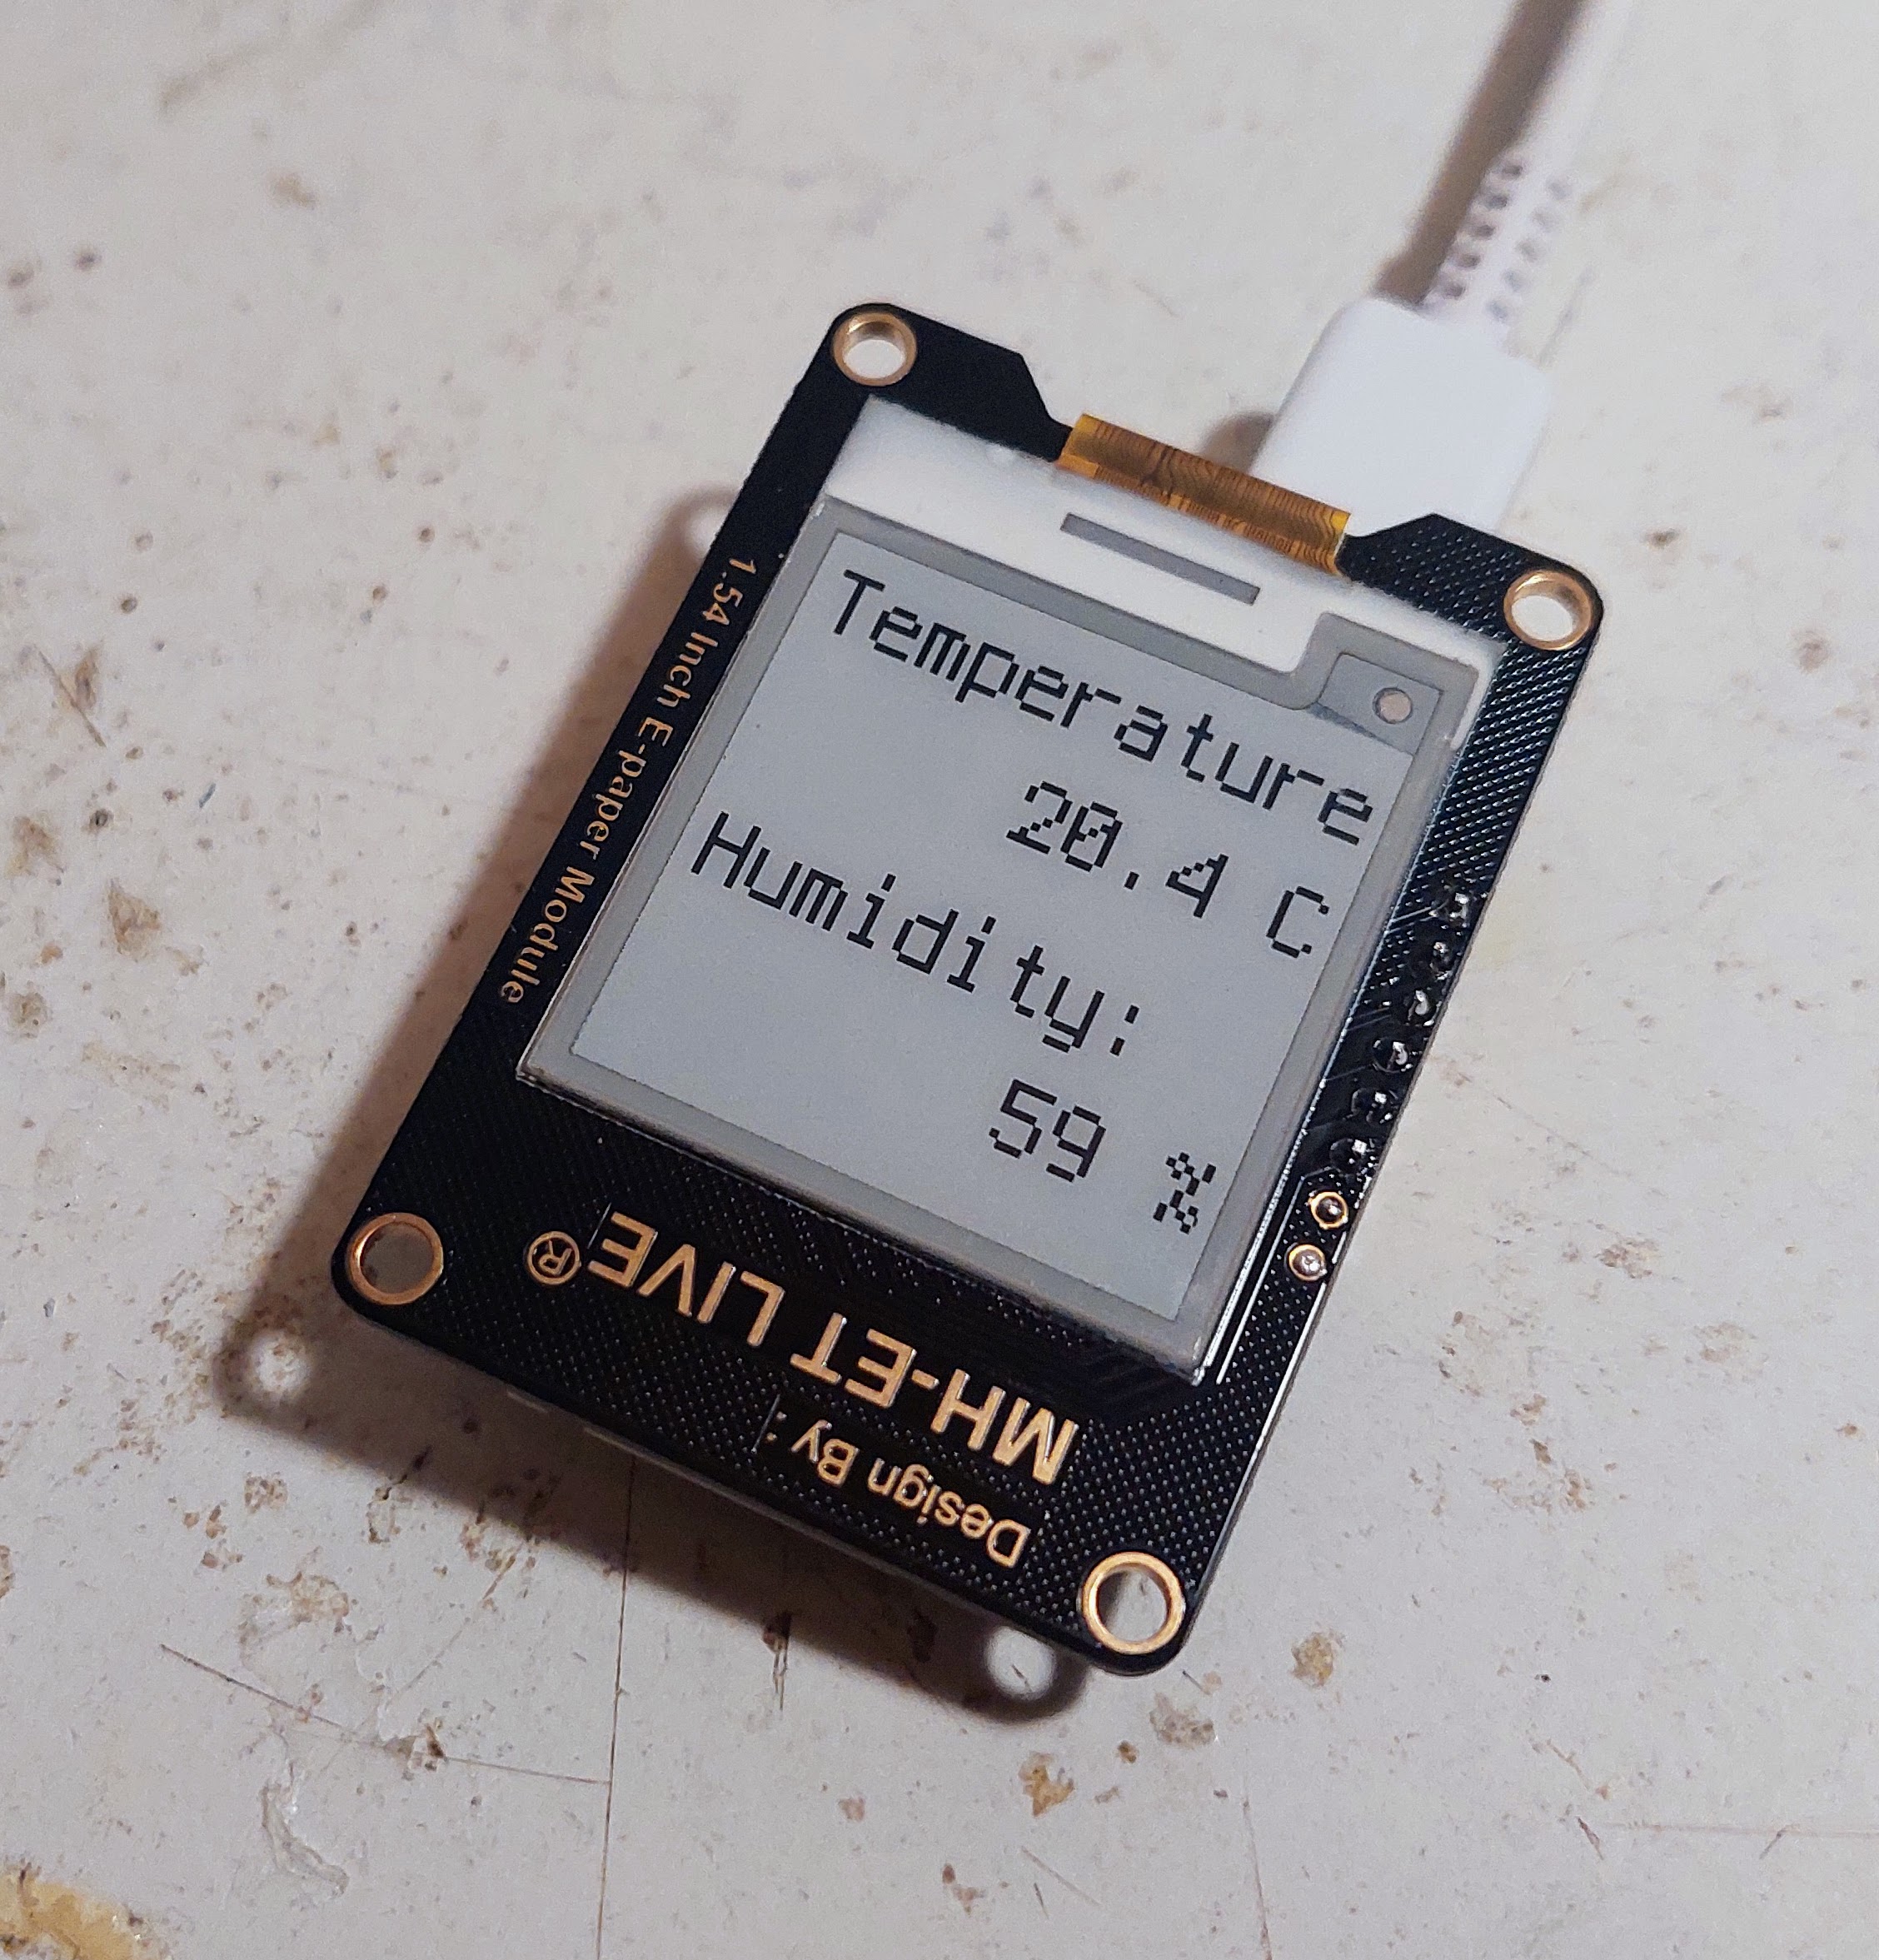 Temperature
20.4 C
Humidity:
59 %
1.54 Inch E-paper Module
Design By:
MH-ET LIVE®